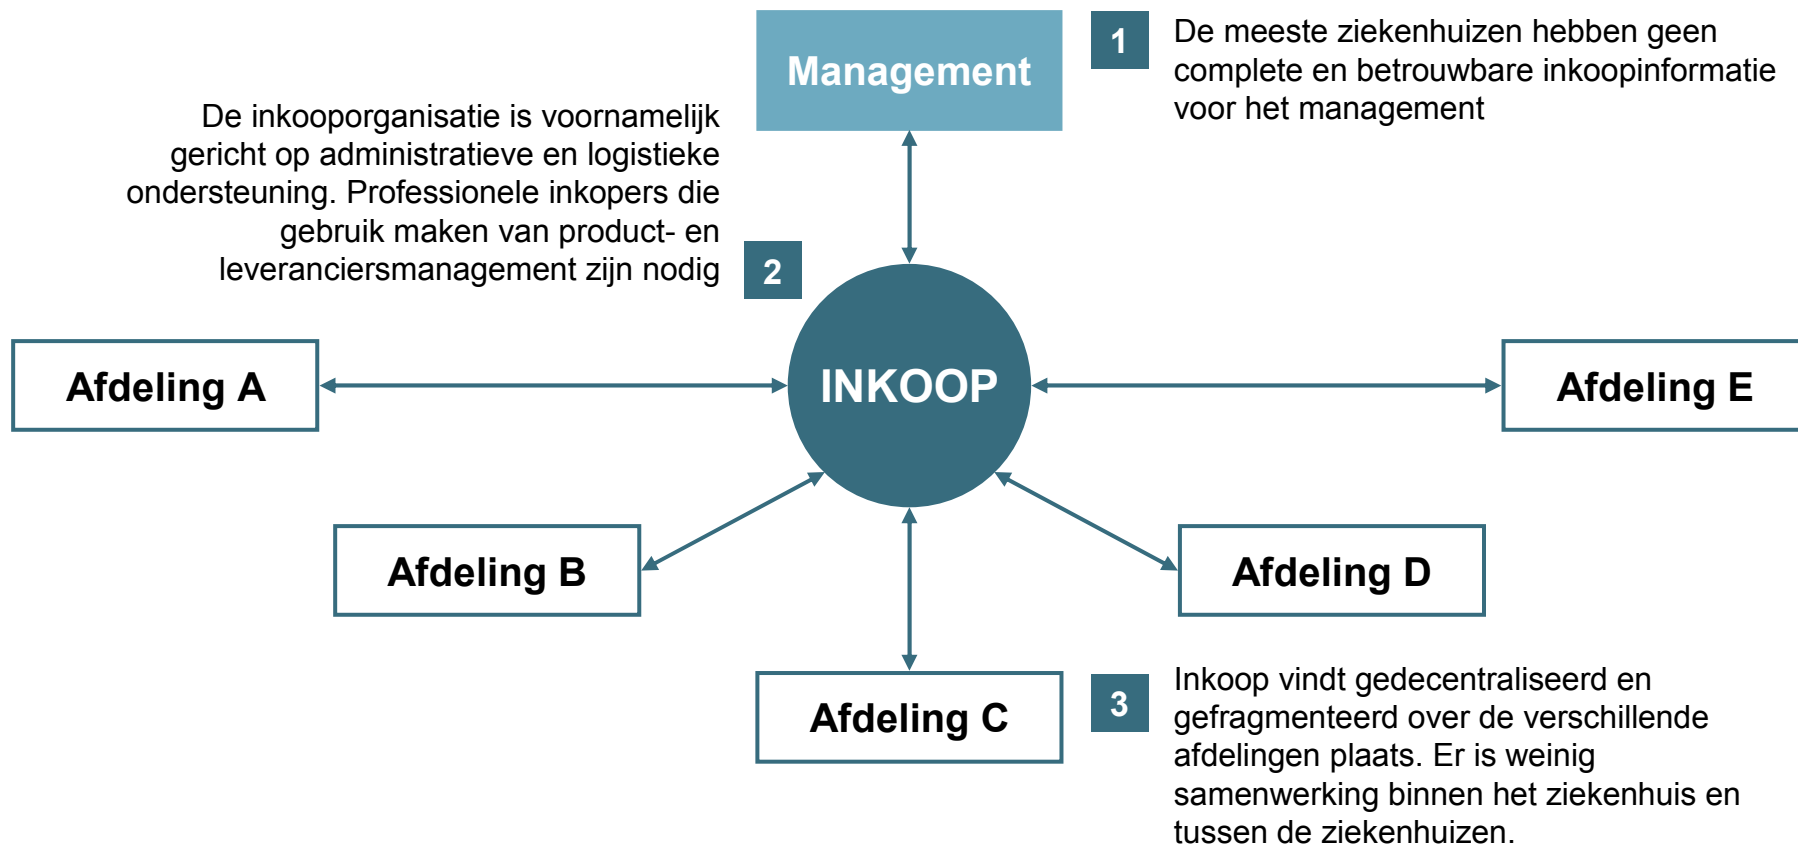 Management
1
De meeste ziekenhuizen hebben geen
complete en betrouwbare inkoopinformatie
voor het management
De inkooporganisatie is voornamelijk
gericht op administratieve en logistieke
ondersteuning. Professionele inkopers die
gebruik maken van product- en
leveranciersmanagement zijn nodig
2
INKOOP
Afdeling A
Afdeling E
Afdeling B
Afdeling D
Afdeling C
3
Inkoop vindt gedecentraliseerd en
gefragmenteerd over de verschillende
afdelingen plaats. Er is weinig
samenwerking binnen het ziekenhuis en
tussen de ziekenhuizen.